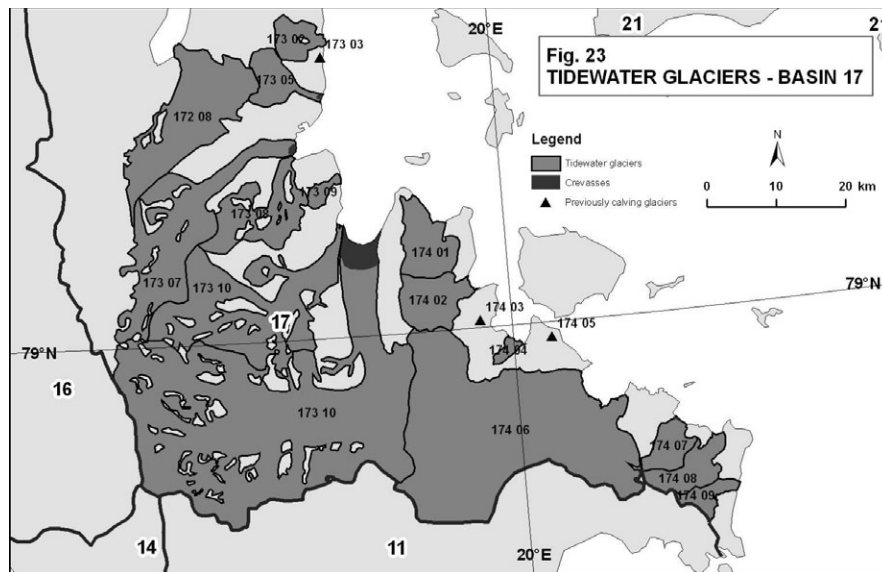 20°E
21
21
Fig. 23
TIDEWATER GLACIERS - BASIN 17
173 03
173 05
172 08
Legend
Tidewater glaciers
Crevasses
Previously calving glaciers
N
0 10 20 km
173 09
173 08
174 01
173 07
173 10
174 02
79°N
174 03
17
174 05
79°N
174 04
16
173 10
174 06
174 07
174 08
174 09
14
11
20°E